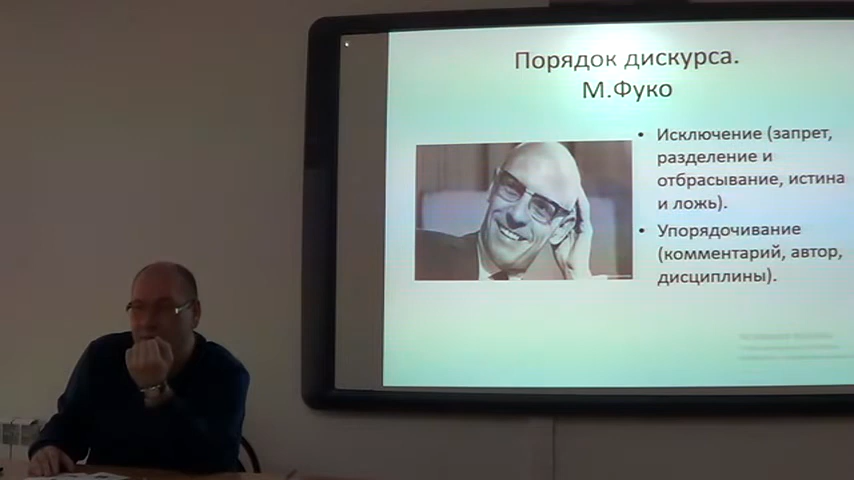 Порядок дискурса.
М.Фуко
• Исключение (запрет,
разделение и
отбрасывание, истина
и ложь).
• Упорядочивание
(комментарий, автор,
дисциплины).